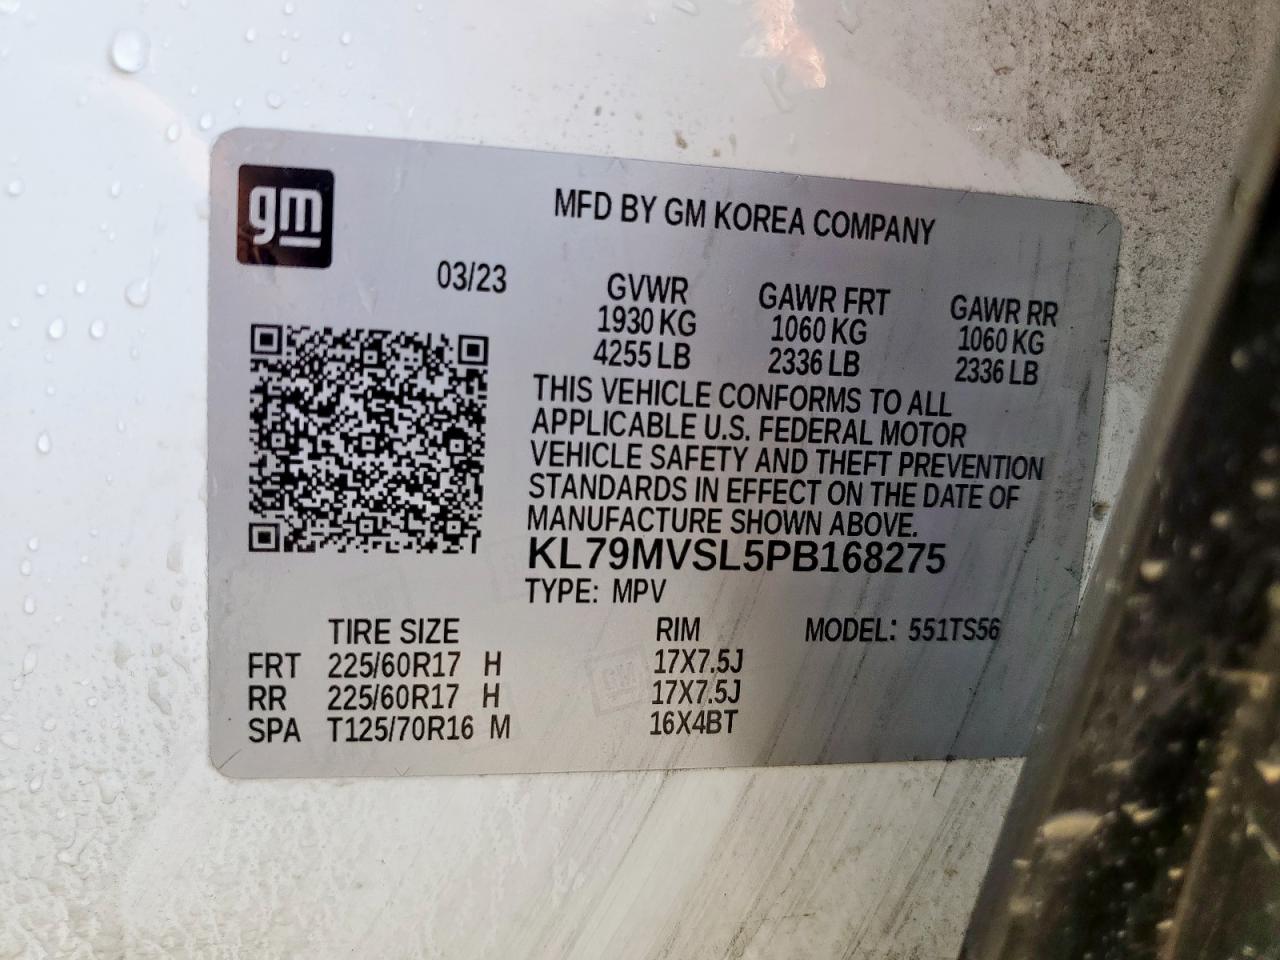 gm
MFD BY GM KOREA COMPANY
03/23
GVWR GAWR FRT GAWR RR
1930 KG 1060 KG 1060 KG
4255 LB 2336 LB 2336 LB
THIS VEHICLE CONFORMS TO ALL
APPLICABLE U.S. FEDERAL MOTOR
VEHICLE SAFETY AND THEFT PREVENTION
STANDARDS IN EFFECT ON THE DATE OF
MANUFACTURE SHOWN ABOVE.
KL79MVSL5PB168275
TYPE: MPV
TIRE SIZE RIM MODEL: 551TS56
FRT 225/60R17 H 17X7.5J
RR 225/60R17 H 17X7.5J
SPA T125/70R16 M 16X4BT
GM